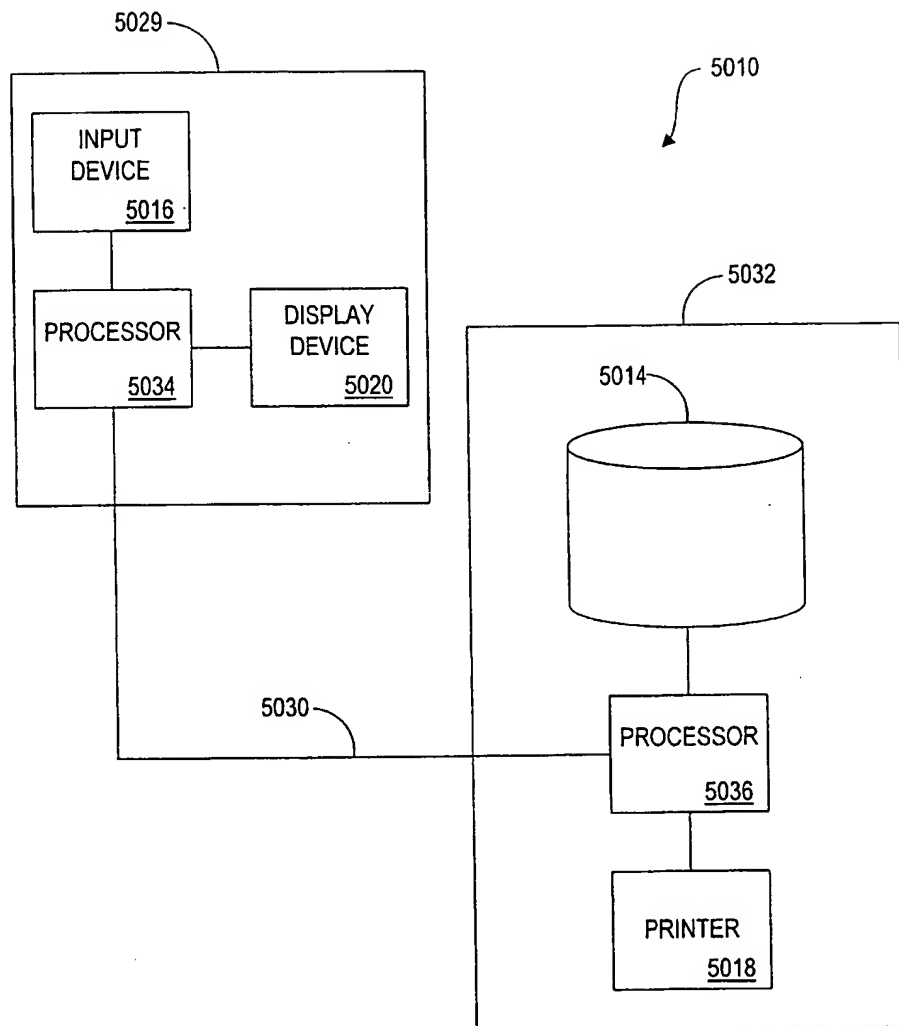 5029
5010
INPUT
DEVICE
5016
5032
PROCESSOR
5034
DISPLAY
DEVICE
5020
5014
5030
PROCESSOR
5036
PRINTER
5018